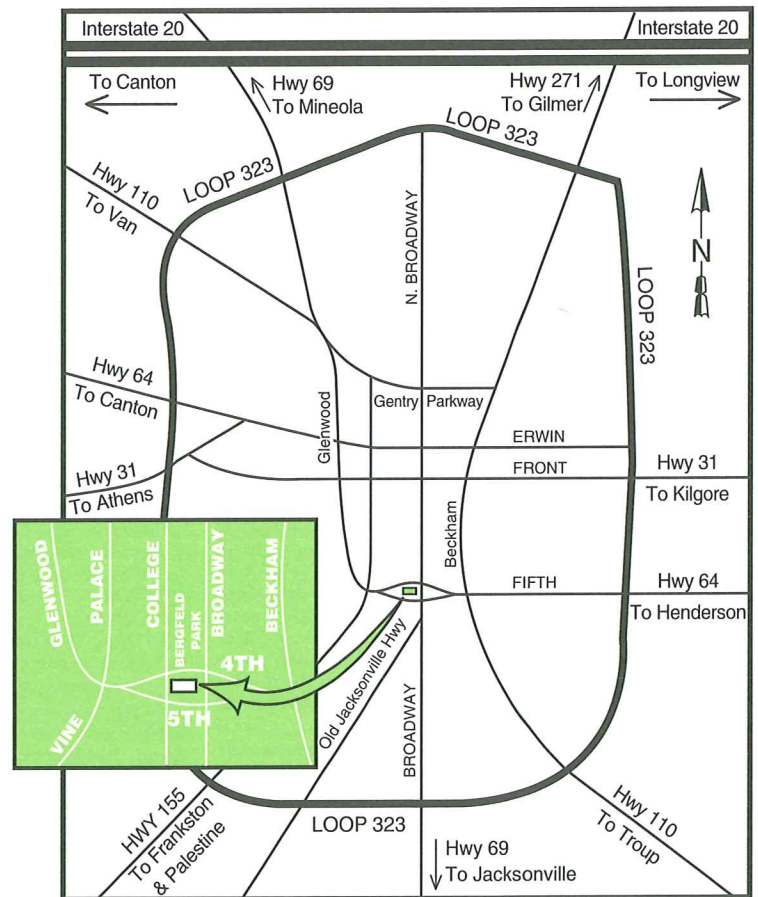 Interstate 20
Interstate 20
To Canton
Hwy 69
To Mineola
Hwy 271
To Gilmer
To Longview
LOOP 323
LOOP 323
Hwy 110
To Van
N. BROADWAY
N
LOOP 323
Hwy 64
To Canton
Glenwood
Gentry
Parkway
ERWIN
Hwy 31
To Athens
FRONT
Hwy 31
To Kilgore
Beckham
FIFTH
Hwy 64
To Henderson
GLENWOOD
PALACE
COLLEGE
BERGFELD
PARK
BROADWAY
BECKHAM
4TH
5TH
VINE
Old Jacksonville Hwy
BROADWAY
HWY 155
To Frankston
& Palestine
LOOP 323
Hwy 69
To Jacksonville
Hwy 110
To Troup